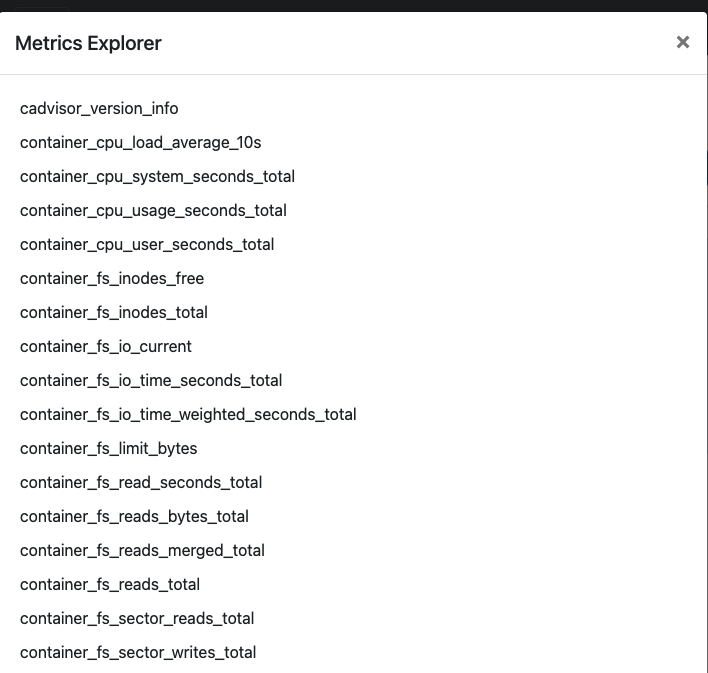 Metrics Explorer
×
cadvisor_version_info
container_cpu_load_average_10s
container_cpu_system_seconds_total
container_cpu_usage_seconds_total
container_cpu_user_seconds_total
container_fs_inodes_free
container_fs_inodes_total
container_fs_io_current
container_fs_io_time_seconds_total
container_fs_io_time_weighted_seconds_total
container_fs_limit_bytes
container_fs_read_seconds_total
container_fs_reads_bytes_total
container_fs_reads_merged_total
container_fs_reads_total
container_fs_sector_reads_total
container_fs_sector_writes_total